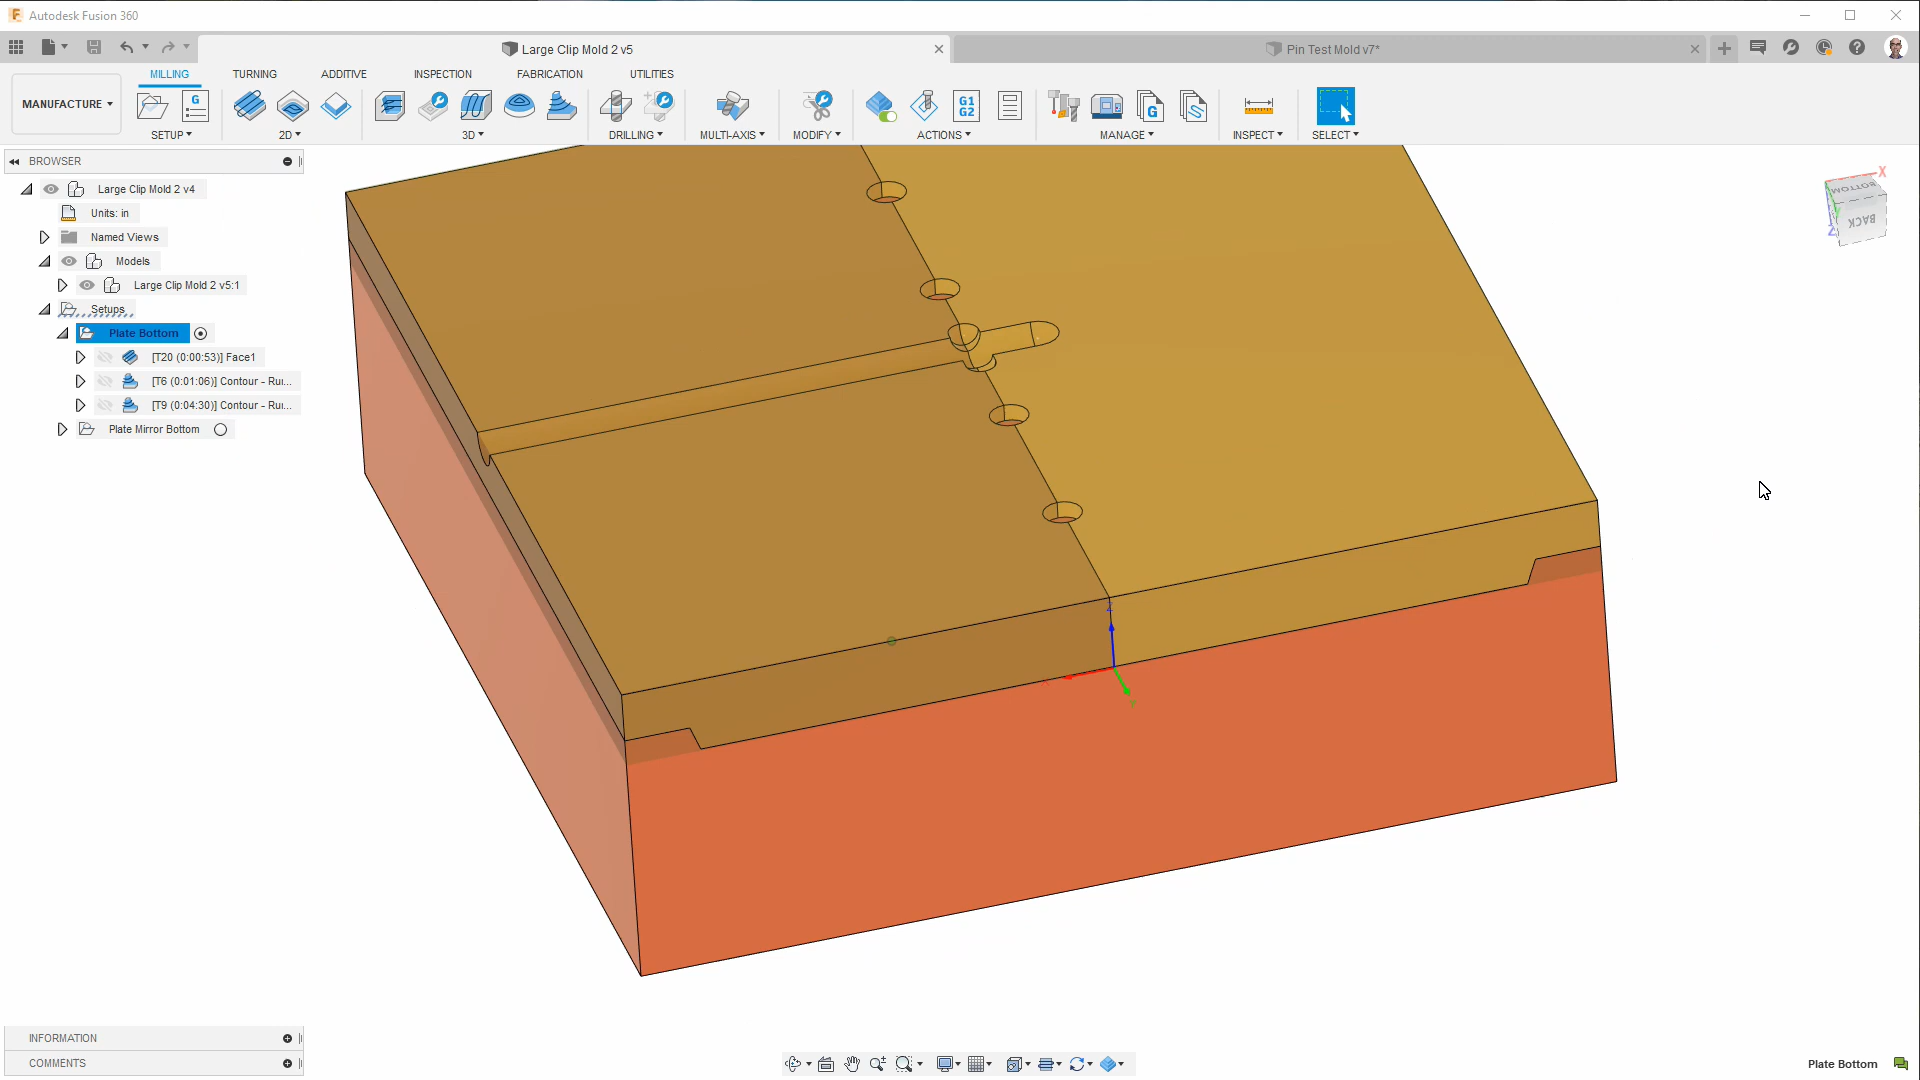 Autodesk Fusion 360
Large Clip Mold 2 v5
Pin Test Mold v7*
MILLING TURNING ADDITIVE INSPECTION FABRICATION UTILITIES
MANUFACTURE
G
G1
G2
G
SETUP 2D 3D DRILLING MULTI-AXIS MODIFY ACTIONS MANAGE INSPECT SELECT
BROWSER
Large Clip Mold 2 v4
Units: in
Named Views
Models
Large Clip Mold 2 v5:1
Setups
Plate Bottom
[T20 (0:00:53)] Face1
[T6 (0:01:06)] Contour - Ru...
[T9 (0:04:30)] Contour - Ru...
Plate Mirror Bottom
X
BOTTOM
Y
BACK
Z
Z
Y
INFORMATION
COMMENTS
Plate Bottom